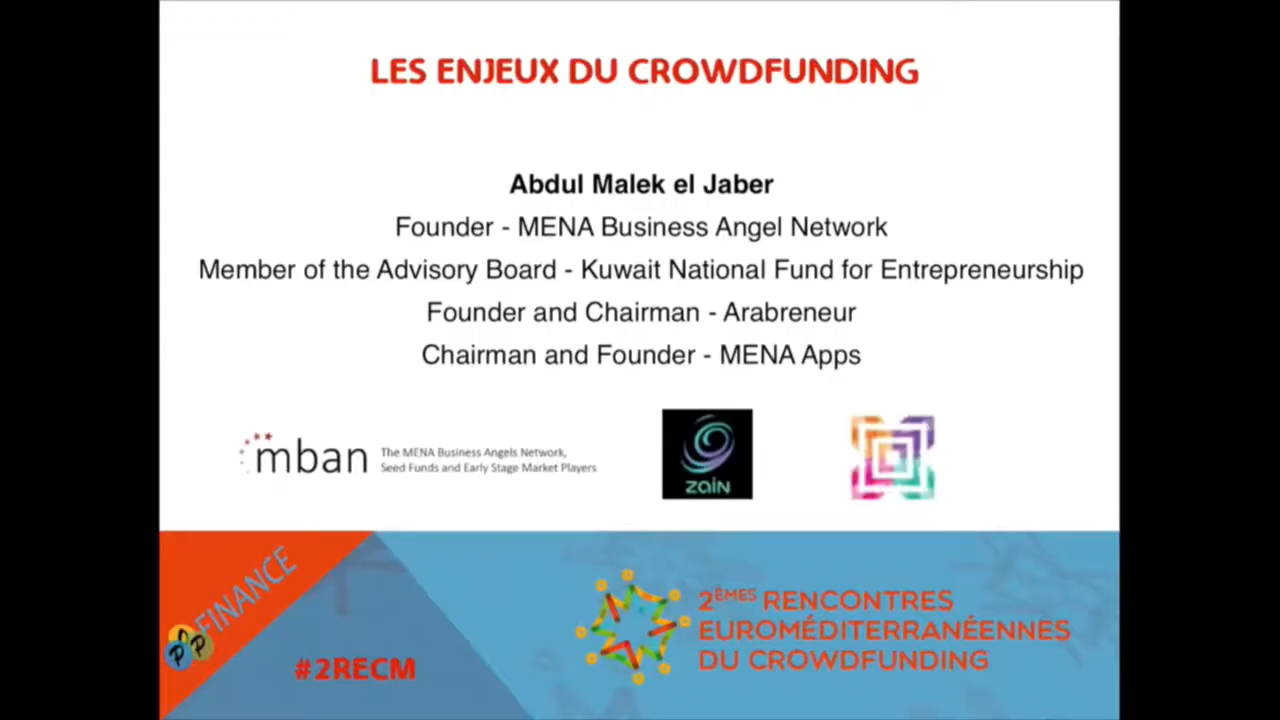 LES ENJEUX DU CROWDFUNDING
Abdul Malek el Jaber
Founder - MENA Business Angel Network
Member of the Advisory Board - Kuwait National Fund for Entrepreneurship
Founder and Chairman - Arabreneur
Chairman and Founder - MENA Apps
mban
The MENA Business Angels Network,
Seed Funds and Early Stage Market Players
zain
PP FINANCE
#2RECM
2ÈMES RENCONTRES
EUROMÉDITERRANÉENNES
DU CROWDFUNDING